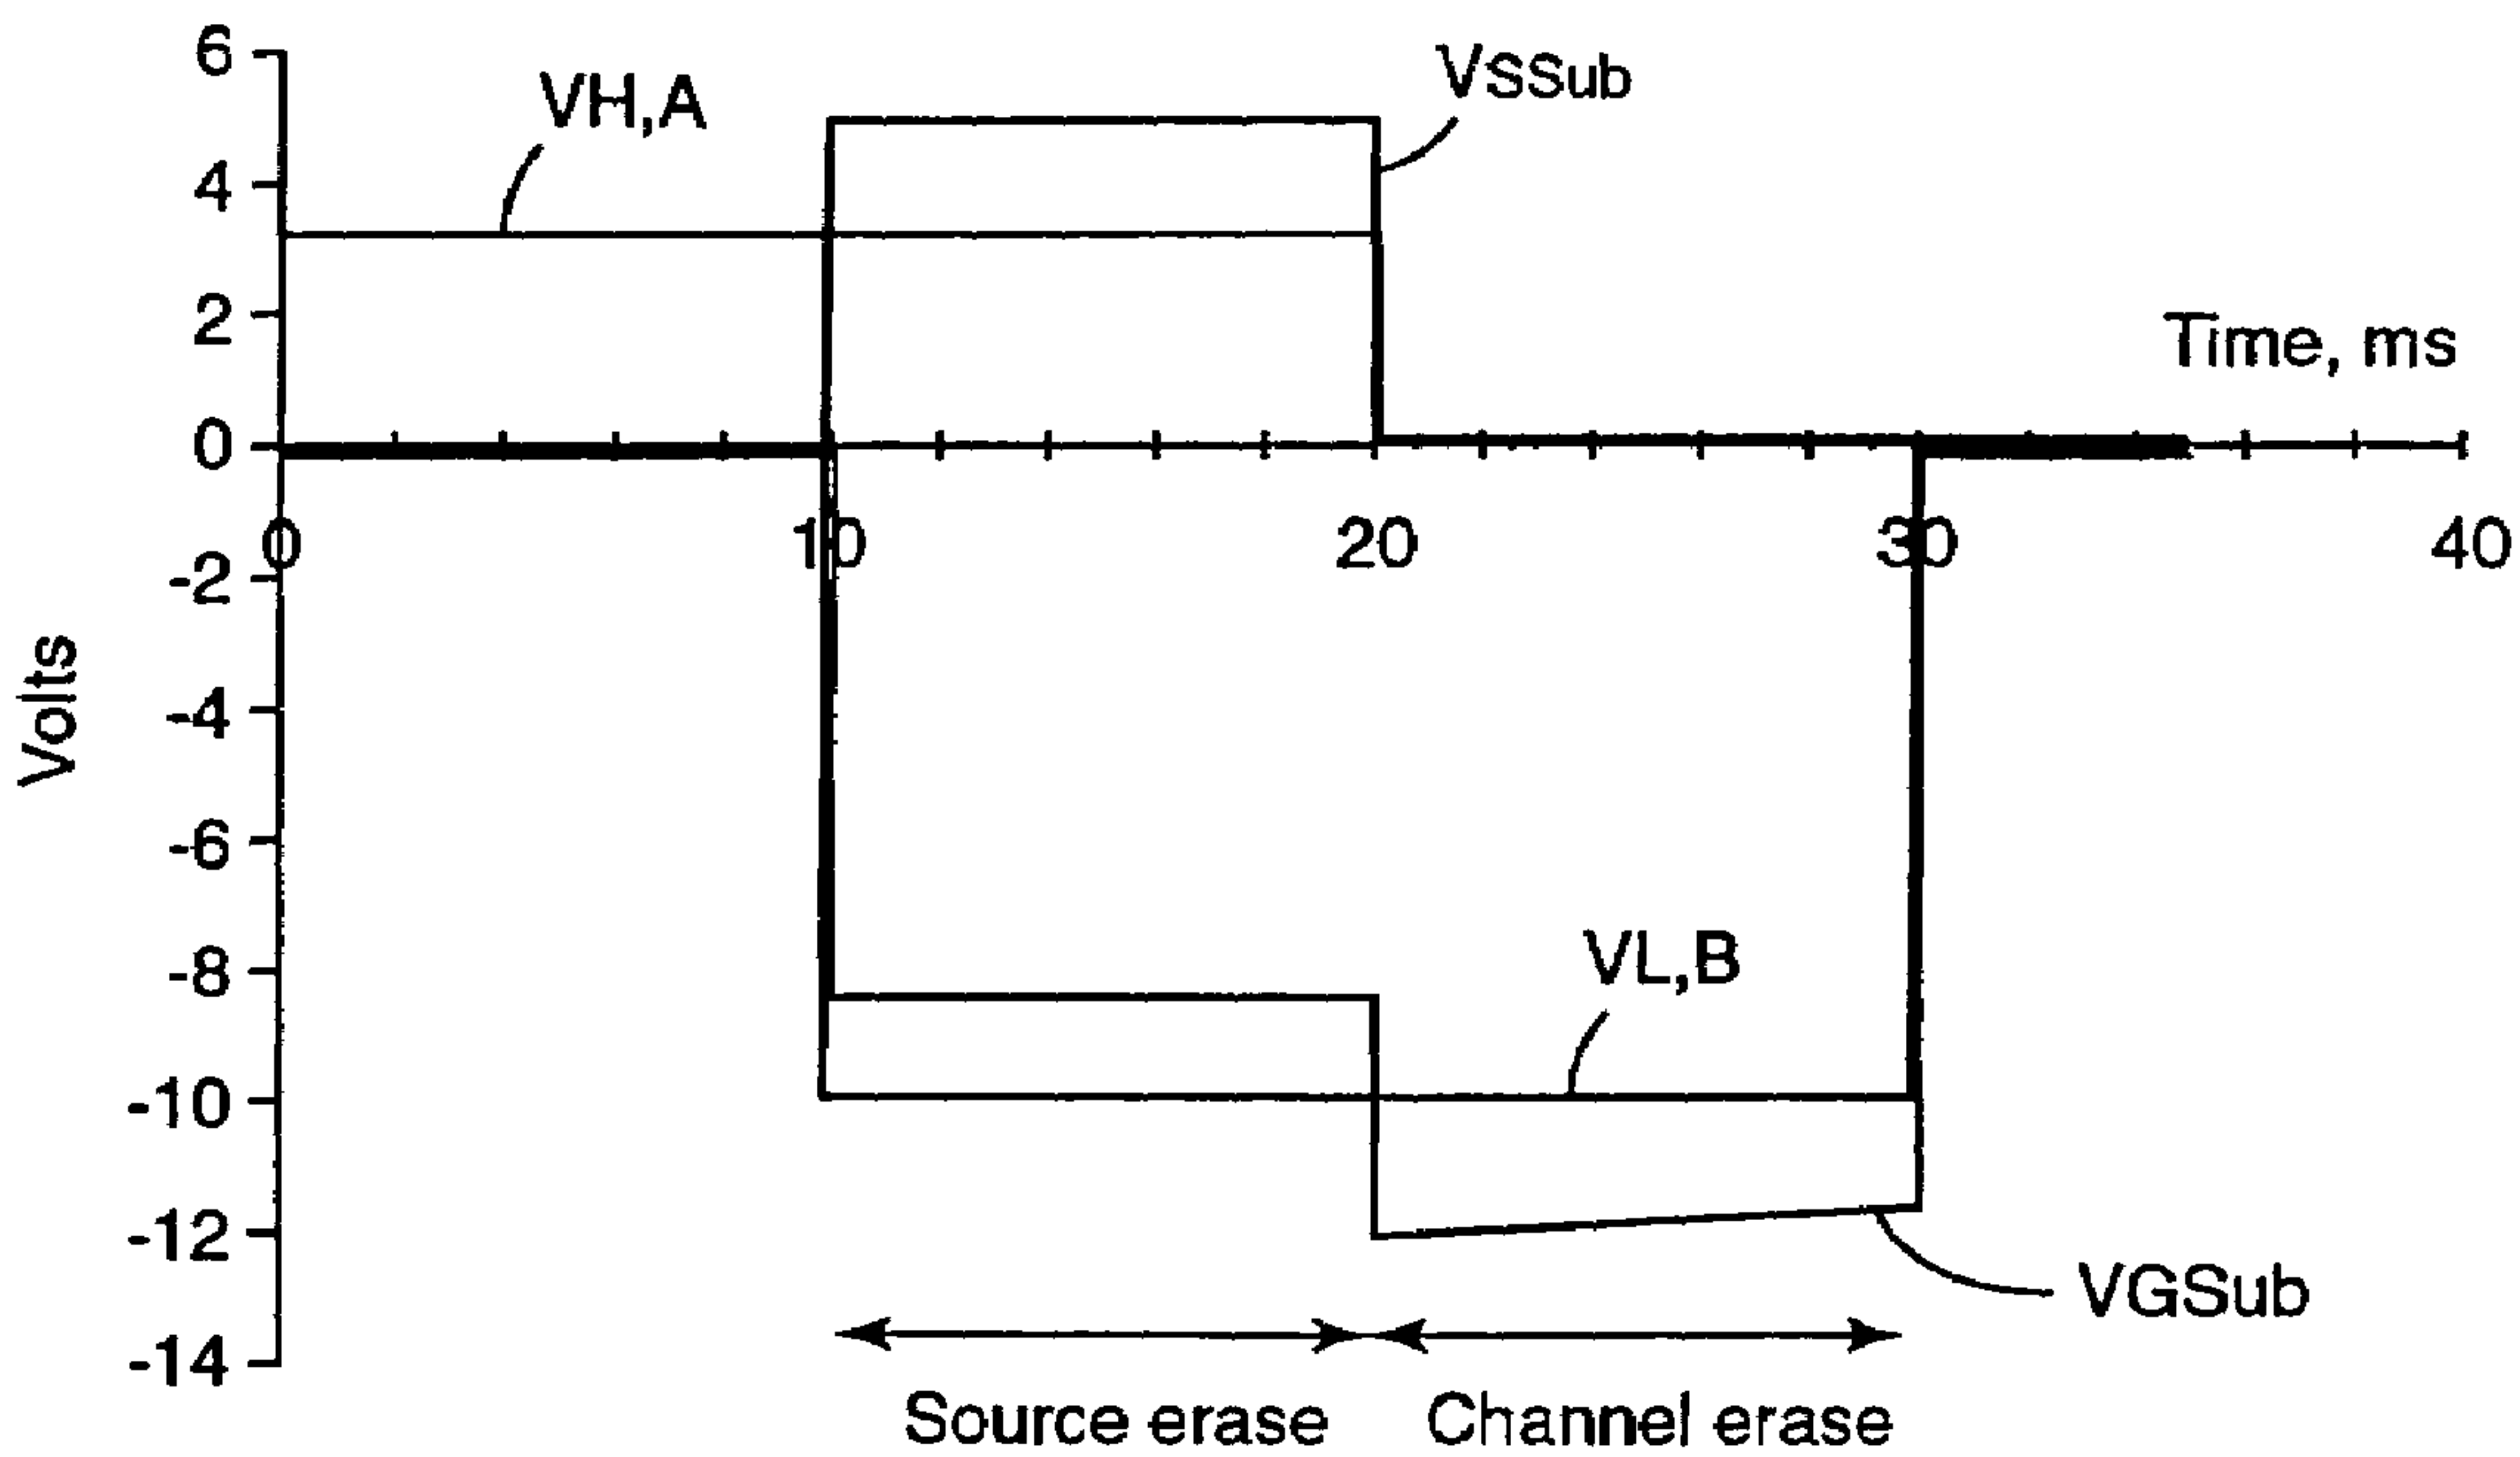 6
VH,A
VSSub
4
2
Time, ms
0
0
10
20
30
40
-2
Volts
-4
-6
-8
VL,B
-10
-12
VGSub
-14
Source erase
Channel erase